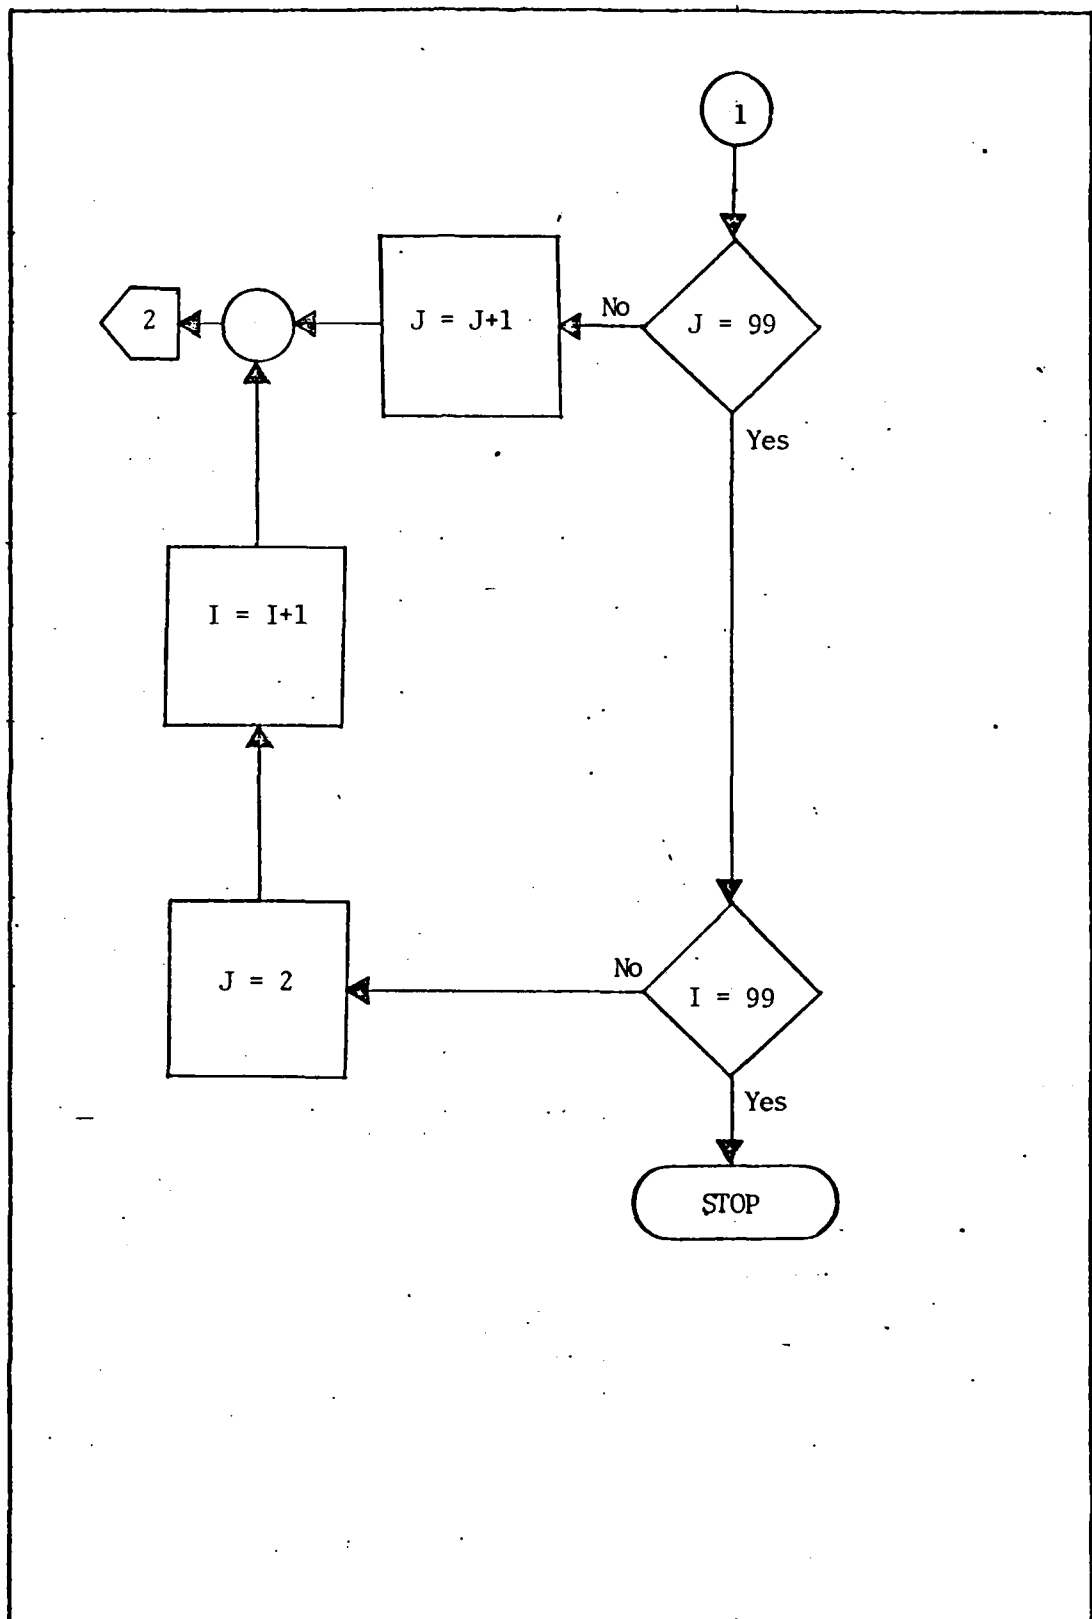 1
J = 99
No
J = J+1
2
Yes
I = I+1
I = 99
No
J = 2
Yes
STOP